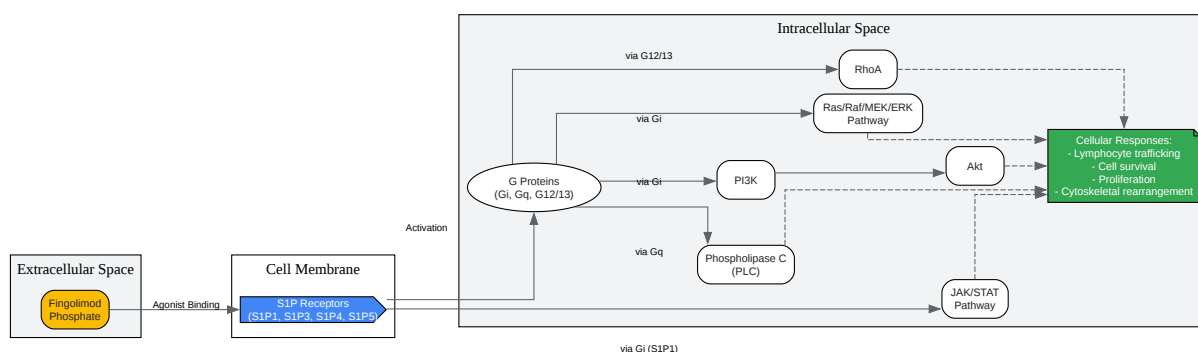 Intracellular Space
via G12/13
RhoA
Ras/Raf/MEK/ERK
Pathway
via Gi
Cellular Responses:
- Lymphocyte trafficking
- Cell survival
- Proliferation
- Cytoskeletal rearrangement
Akt
G Proteins
(Gi, Gq, G12/13)
via Gi
PI3K
Activation
via Gq
Phospholipase C
(PLC)
Extracellular Space
Fingolimod
Phosphate
Agonist Binding
Cell Membrane
S1P Receptors
(S1P1, S1P3, S1P4, S1P5)
JAK/STAT
Pathway
via Gi (S1P1)